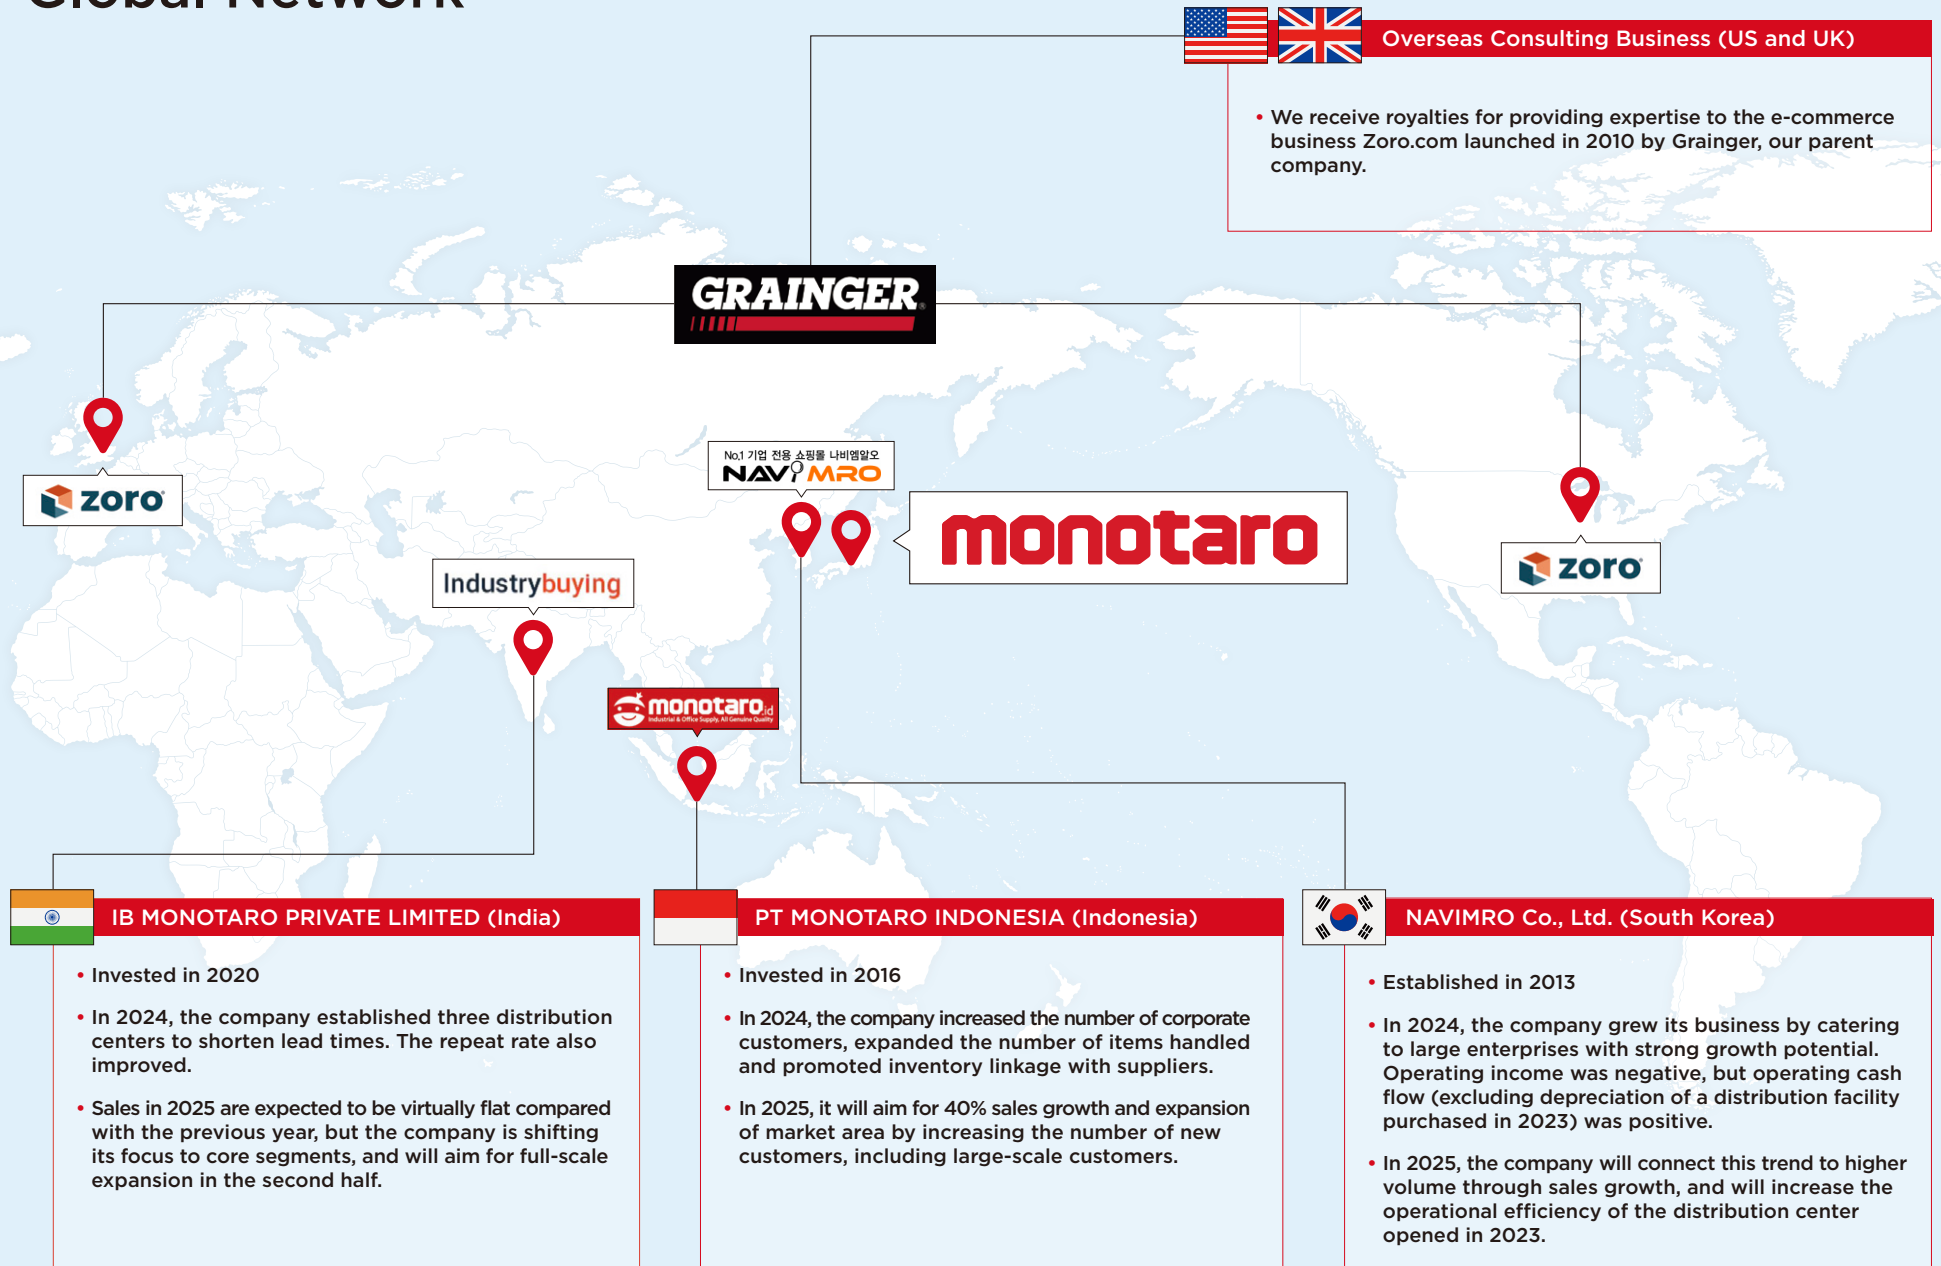 Global Network
Overseas Consulting Business (US and UK)
• We receive royalties for providing expertise to the e-commerce
business Zoro.com launched in 2010 by Grainger, our parent
company.
GRAINGER
zoro
No.1 기업 전용 쇼핑몰 나비엠알오
NAVIMRO
monotaro
zoro
Industrybuying
monotaro.id
Industrial & Office Supply, All Genuine Quality
IB MONOTARO PRIVATE LIMITED (India)
• Invested in 2020
• In 2024, the company established three distribution
centers to shorten lead times. The repeat rate also
improved.
• Sales in 2025 are expected to be virtually flat compared
with the previous year, but the company is shifting
its focus to core segments, and will aim for full-scale
expansion in the second half.
PT MONOTARO INDONESIA (Indonesia)
• Invested in 2016
• In 2024, the company increased the number of corporate
customers, expanded the number of items handled
and promoted inventory linkage with suppliers.
• In 2025, it will aim for 40% sales growth and expansion
of market area by increasing the number of new
customers, including large-scale customers.
NAVIMRO Co., Ltd. (South Korea)
• Established in 2013
• In 2024, the company grew its business by catering
to large enterprises with strong growth potential.
Operating income was negative, but operating cash
flow (excluding depreciation of a distribution facility
purchased in 2023) was positive.
• In 2025, the company will connect this trend to higher
volume through sales growth, and will increase the
operational efficiency of the distribution center
opened in 2023.